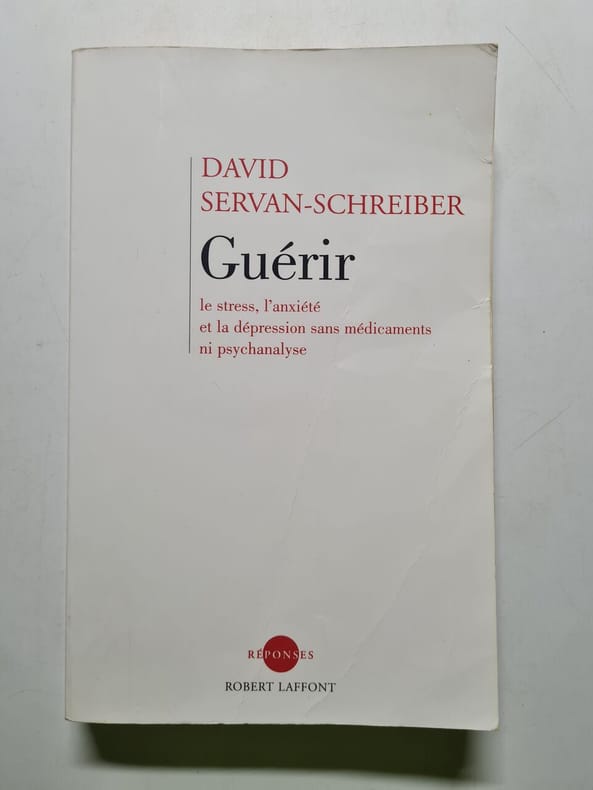 DAVID
SERVAN-SCHREIBER
Guérir
le stress, l'anxiété
et la dépression sans médicaments
ni psychanalyse
RÉPONSES
ROBERT LAFFONT